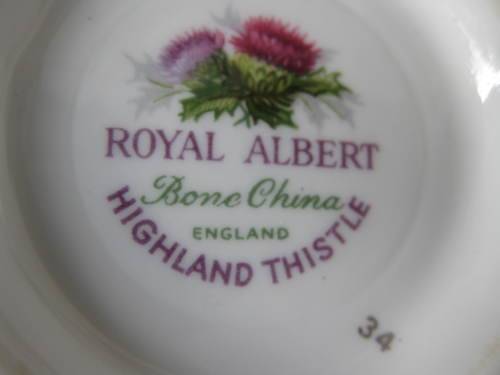 ROYAL ALBERT
Bone China
ENGLAND
HIGHLAND THISTLE
34